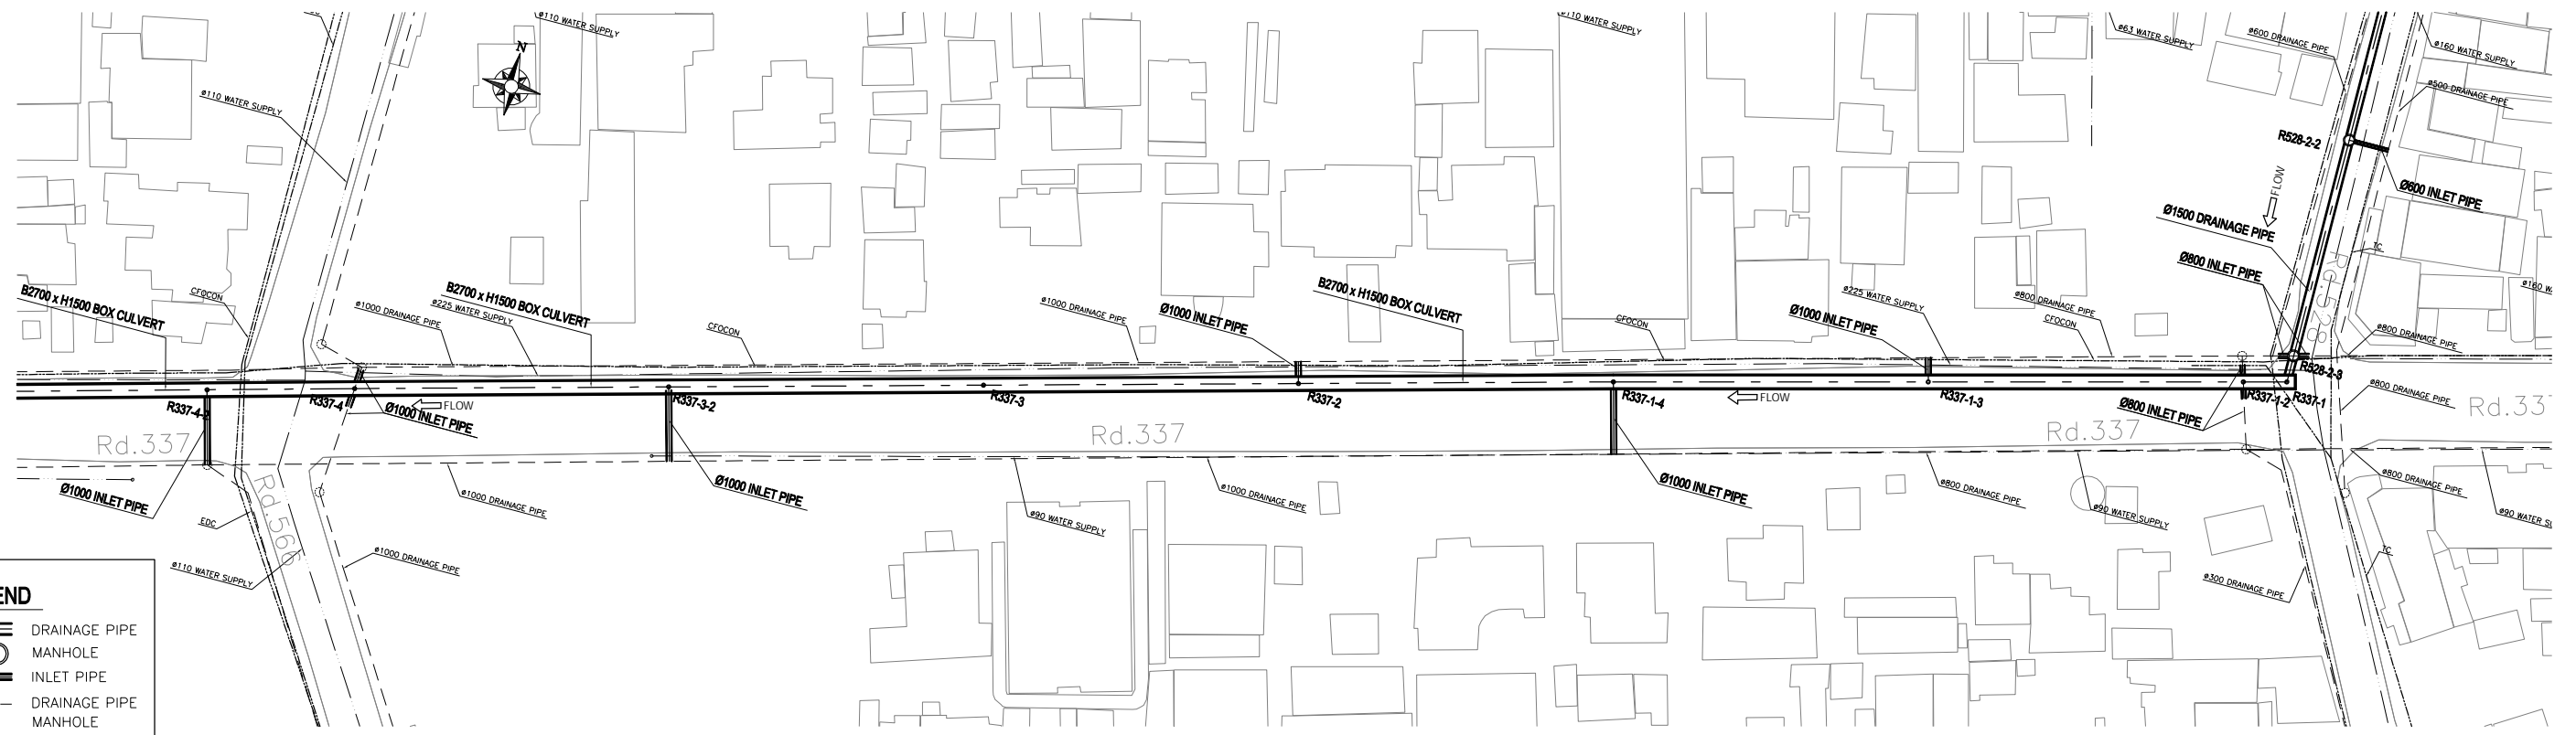 ø110 WATER SUPPLY
ø110 WATER SUPPLY
ø63 WATER SUPPLY
ø600 DRAINAGE PIPE
ø160 WATER SUPPLY
N
ø110 WATER SUPPLY
ø500 DRAINAGE PIPE
R528-2-2
FLOW
Ø600 INLET PIPE
Ø1500 DRAINAGE PIPE
TC
Ø800 INLET PIPE
B2700 x H1500 BOX CULVERT
CFOCON
ø1000 DRAINAGE PIPE
ø225 WATER SUPPLY
B2700 x H1500 BOX CULVERT
CFOCON
ø1000 DRAINAGE PIPE
Ø1000 INLET PIPE
B2700 x H1500 BOX CULVERT
CFOCON
Ø1000 INLET PIPE
ø225 WATER SUPPLY
CFOCON
ø800 DRAINAGE PIPE
ø160
Rd.528
ø800 DRAINAGE PIPE
R528-2-3
R337-4-2
R337-4
FLOW
Ø1000 INLET PIPE
R337-3-2
R337-3
R337-2
R337-1-4
FLOW
R337-1-3
Ø800 INLET PIPE
R337-1-2
R337-1
ø800 DRAINAGE PIPE
Rd.337
Rd.337
Rd.337
Rd.337
Ø1000 INLET PIPE
EDC
Rd.566
ø1000 DRAINAGE PIPE
Ø1000 INLET PIPE
ø90 WATER SUPPLY
ø1000 DRAINAGE PIPE
Ø1000 INLET PIPE
ø800 DRAINAGE PIPE
ø90 WATER SUPPLY
ø800 DRAINAGE PIPE
ø90 WATER
ø110 WATER SUPPLY
ø1000 DRAINAGE PIPE
ø300 DRAINAGE PIPE
TC
END
DRAINAGE PIPE
MANHOLE
INLET PIPE
DRAINAGE PIPE
MANHOLE